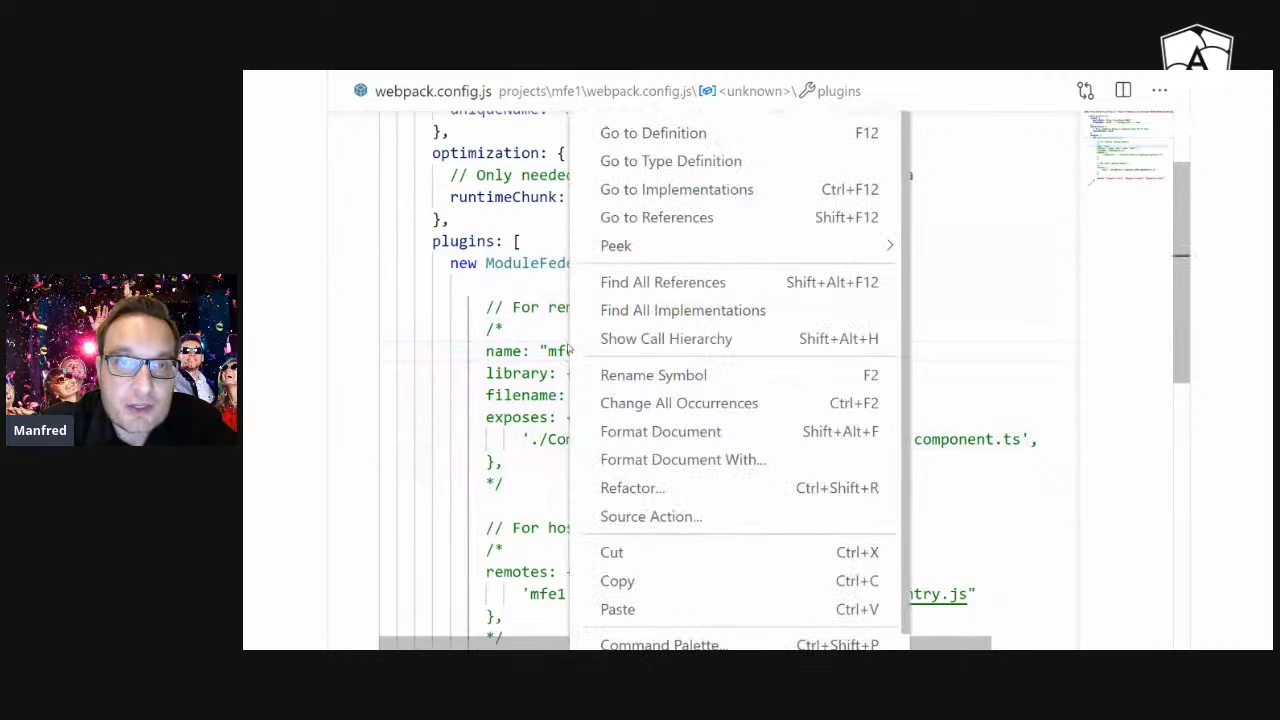 A
webpack.config.js projects\mfe1\webpack.config.js\ <unknown>\ plugins
},
optimization: {
// Only neede
runtimeChunk:
},
plugins: [
new ModuleFede
// For rem
/*
name: "mf
library:
filename:
exposes:
'./Com
component.ts',
},
*/
// For hos
/*
remotes:
'mfe1
ntry.js"
},
*/
Go to Definition F12
Go to Type Definition
Go to Implementations Ctrl+F12
Go to References Shift+F12
Peek
Find All References Shift+Alt+F12
Find All Implementations
Show Call Hierarchy Shift+Alt+H
Rename Symbol F2
Change All Occurrences Ctrl+F2
Format Document Shift+Alt+F
Format Document With...
Refactor... Ctrl+Shift+R
Source Action...
Cut Ctrl+X
Copy Ctrl+C
Paste Ctrl+V
Command Palette... Ctrl+Shift+P
Manfred